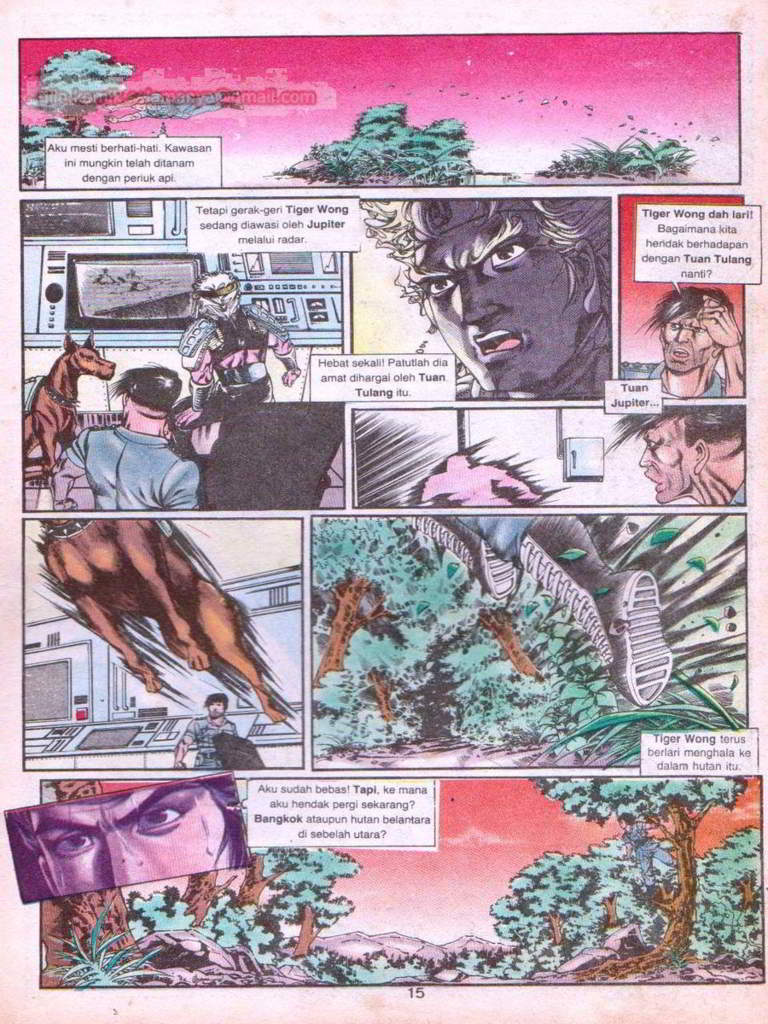 Aku mesti berhati-hati. Kawasan
ini mungkin telah ditanam
dengan periuk api.
Tetapi gerak-geri Tiger Wong
sedang diawasi oleh Jupiter
melalui radar.
Hebat sekali! Patutlah dia
amat dihargai oleh Tuan
Tulang itu.
Tiger Wong dah lari!
Bagaimana kita
hendak berhadapan
dengan Tuan Tulang
nanti?
Tuan
Jupiter...
Tiger Wong terus
berlari menghala ke
dalam hutan itu.
Aku sudah bebas! Tapi, ke mana
aku hendak pergi sekarang?
Bangkok ataupun hutan belantara
di sebelah utara?
15